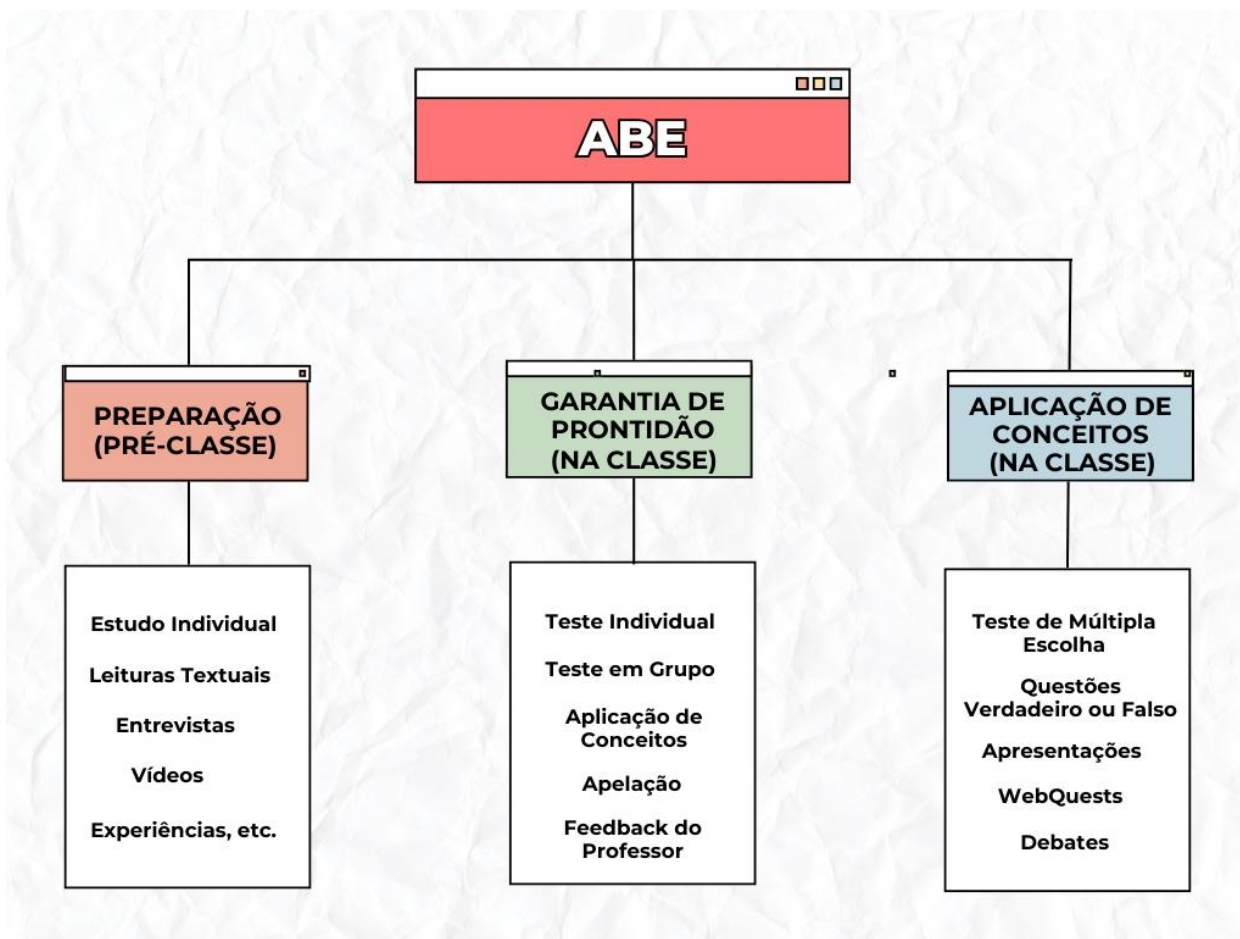 ABE
PREPARAÇÃO
(PRÉ-CLASSE)
Estudo Individual
Leituras Textuais
Entrevistas
Vídeos
Experiências, etc.
GARANTIA DE
PRONTIDÃO
(NA CLASSE)
Teste Individual
Teste em Grupo
Aplicação de
Conceitos
Apelação
Feedback do
Professor
APLICAÇÃO DE
CONCEITOS
(NA CLASSE)
Teste de Múltipla
Escolha
Questões
Verdadeiro ou Falso
Apresentações
WebQuests
Debates